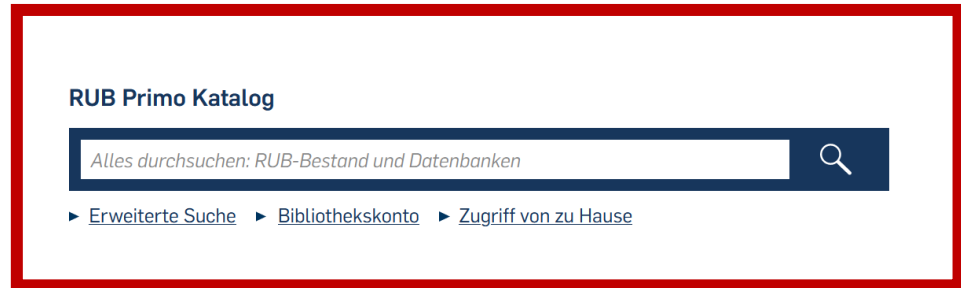 RUB Primo Katalog
Alles durchsuchen: RUB-Bestand und Datenbanken
► Erweiterte Suche ► Bibliothekskonto ► Zugriff von zu Hause